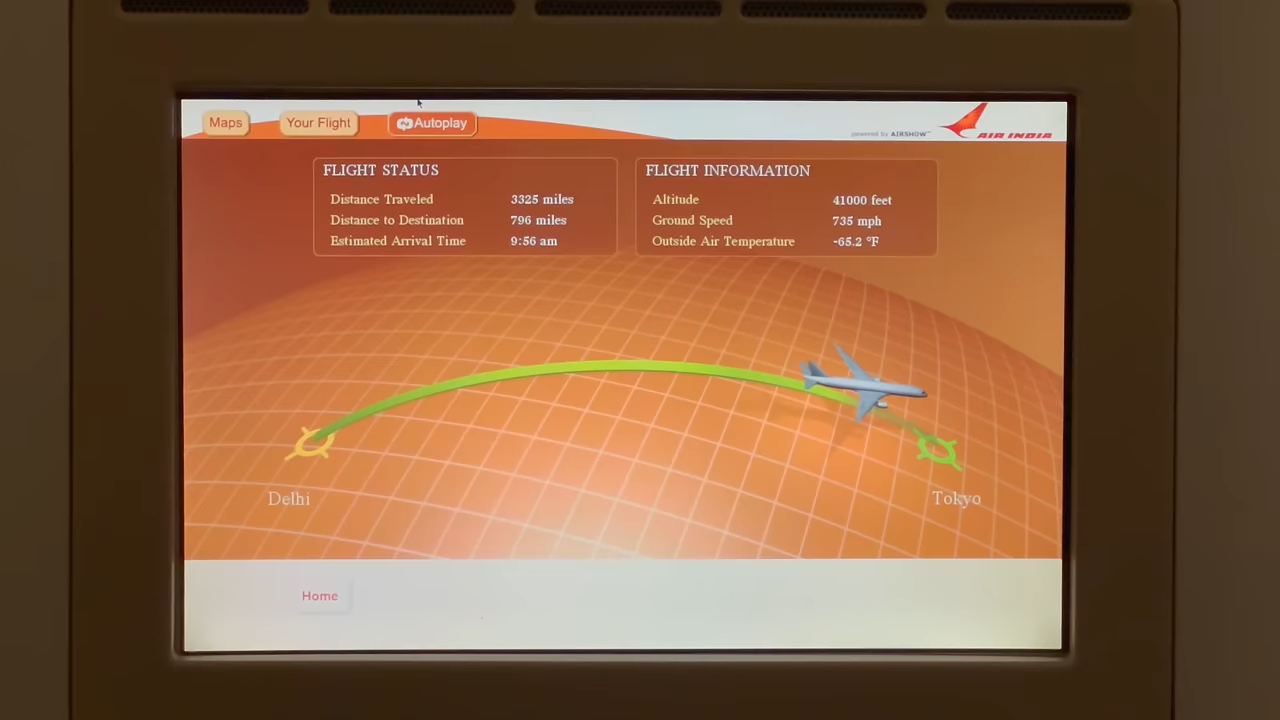 Maps Your Flight Autoplay
powered by AIRSHOW™ AIR INDIA
FLIGHT STATUS
Distance Traveled 3325 miles
Distance to Destination 796 miles
Estimated Arrival Time 9:56 am
FLIGHT INFORMATION
Altitude 41000 feet
Ground Speed 735 mph
Outside Air Temperature -65.2 °F
Delhi
Tokyo
Home